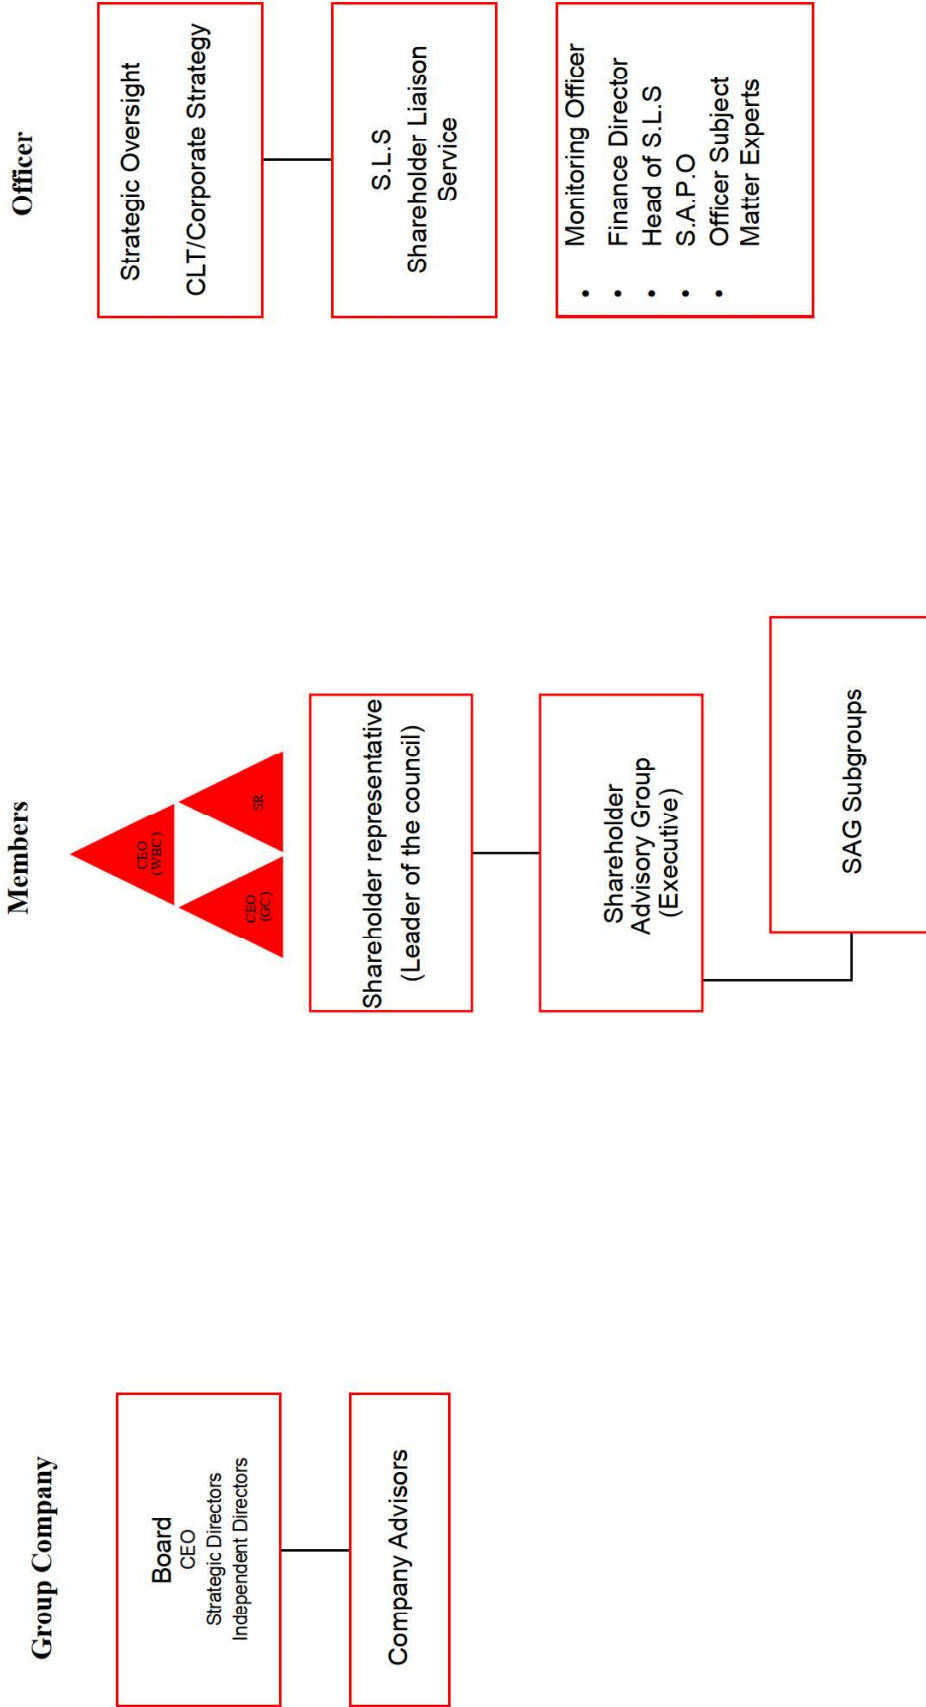 Group Company
Board
CEO
Strategic Directors
Independent Directors
Company Advisors
Members
CEO
(WBC)
CEO
(GC)
SR
Shareholder representative
(Leader of the council)
Shareholder
Advisory Group
(Executive)
SAG Subgroups
Officer
Strategic Oversight
CLT/Corporate Strategy
S.L.S
Shareholder Liaison
Service
• Monitoring Officer
• Finance Director
• Head of S.L.S
• S.A.P.O
• Officer Subject
Matter Experts